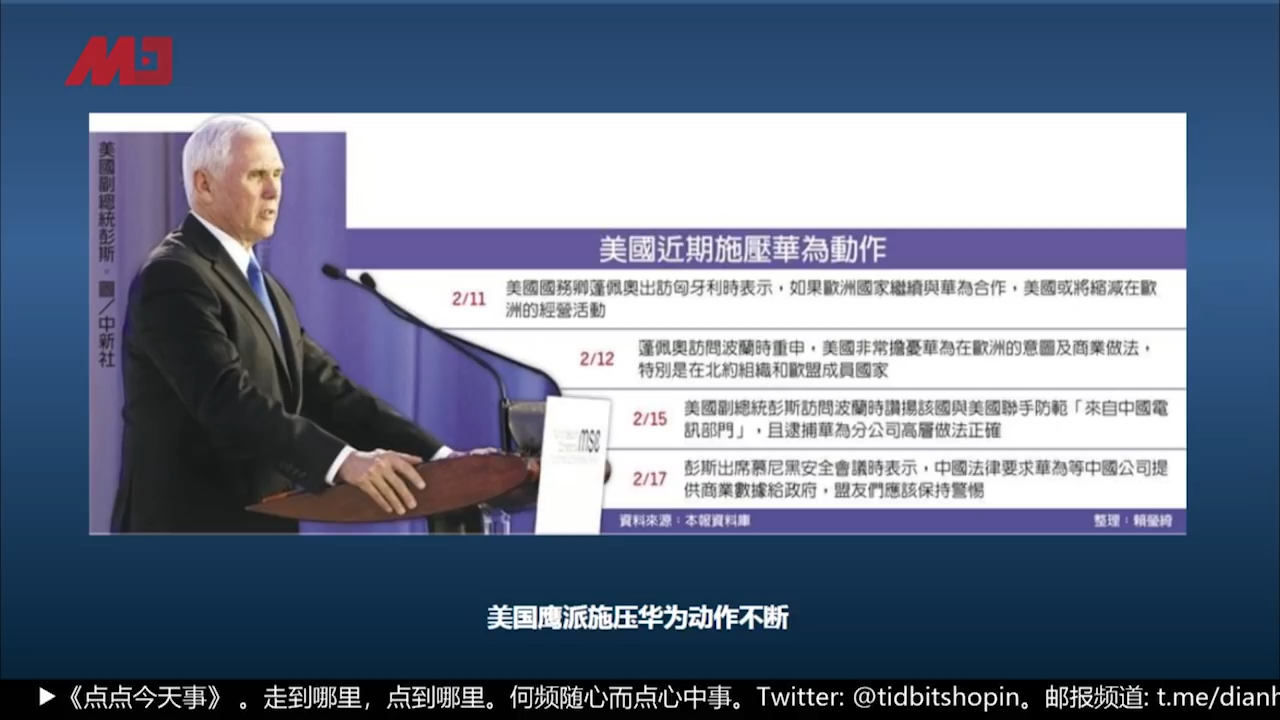 美國副總統彭斯。圖／中新社
美國近期施壓華為動作
2/11
美國國務卿蓬佩奧出訪匈牙利時表示，如果歐洲國家繼續與華為合作，美國或將縮減在歐
洲的經營活動
2/12
蓬佩奧訪問波蘭時重申，美國非常擔憂華為在歐洲的意圖及商業做法，
特別是在北約組織和歐盟成員國家
2/15
美國副總統彭斯訪問波蘭時讚揚該國與美國聯手防範「來自中國電
訊部門」，且逮捕華為分公司高層做法正確
2/17
彭斯出席慕尼黑安全會議時表示，中國法律要求華為等中國公司提
供商業數據給政府，盟友們應該保持警惕
msc
資料來源：本報資料庫
整理：賴瑩綺
美国鹰派施压华为动作不断
▶《点点今天事》 。走到哪里，点到哪里。何频随心而点心中事。Twitter: @tidbitshopin。邮报频道: t.me/dianh